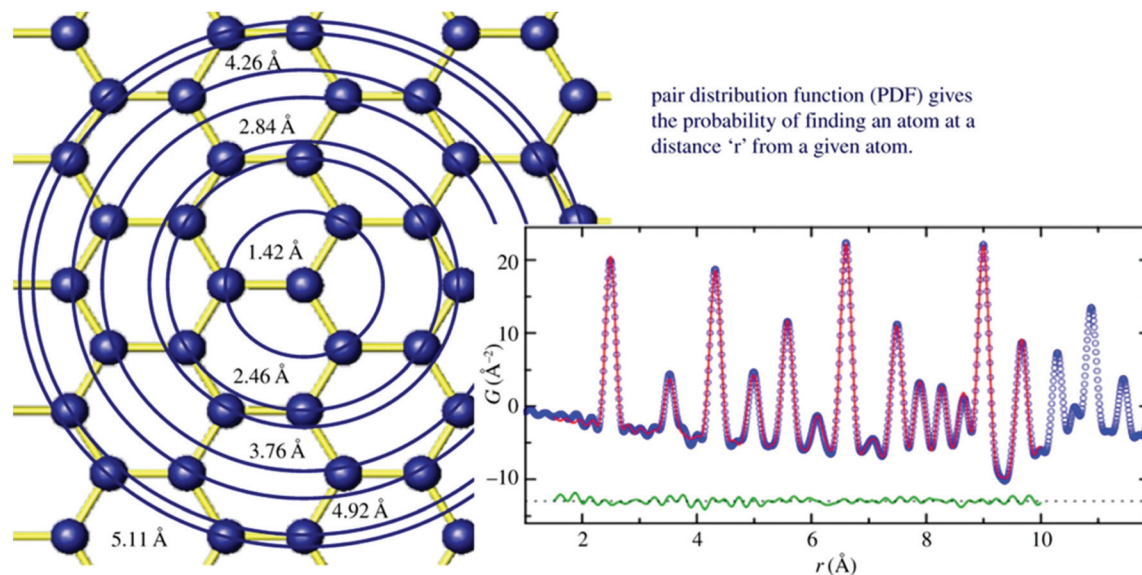 4.26 Å
2.84 Å
1.42 Å
2.46 Å
3.76 Å
4.92 Å
5.11 Å
pair distribution function (PDF) gives
the probability of finding an atom at a
distance ‘r’ from a given atom.
20
10
0
−10
G (Å⁻²)
2
4
6
8
10
r (Å)